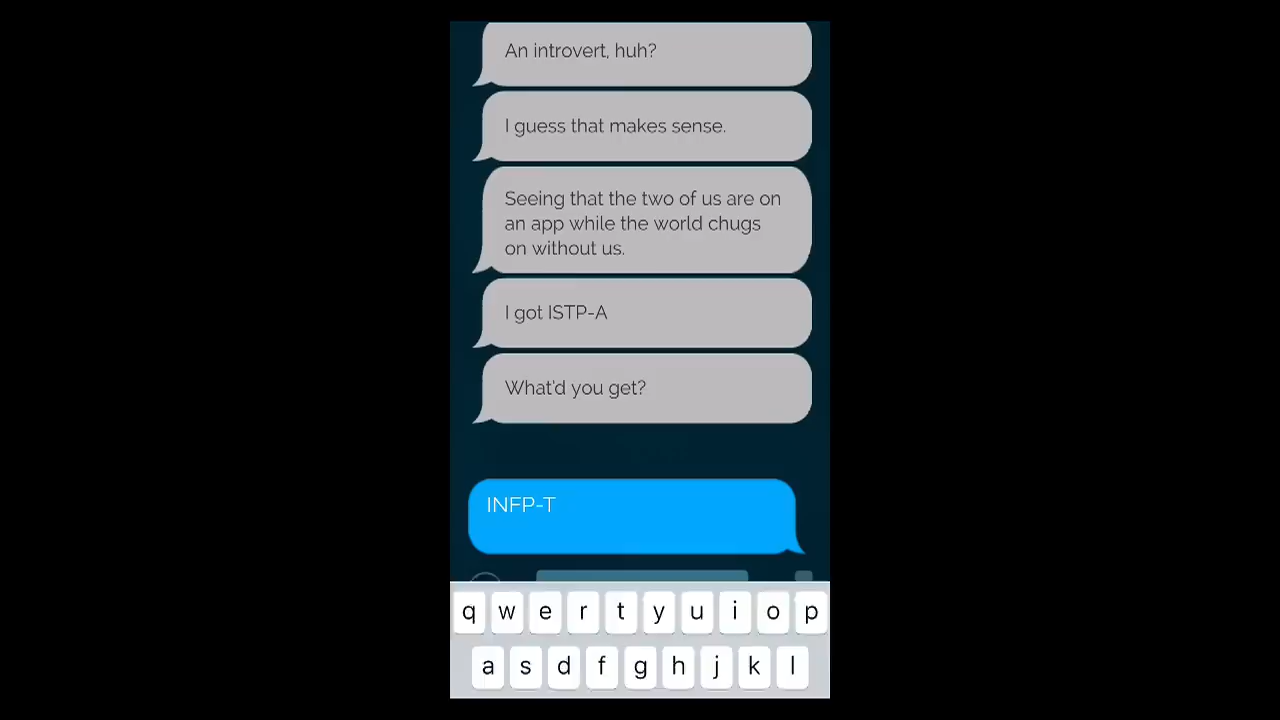 An introvert, huh?
I guess that makes sense.
Seeing that the two of us are on
an app while the world chugs
on without us.
I got ISTP-A
What'd you get?
INFP-T
q w e r t y u i o p
a s d f g h j k l